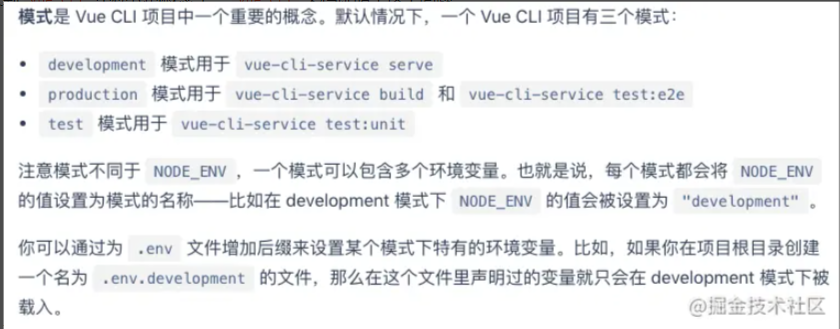 模式是 Vue CLI 项目中一个重要的概念。默认情况下，一个 Vue CLI 项目有三个模式：
• development 模式用于 vue-cli-service serve
• production 模式用于 vue-cli-service build 和 vue-cli-service test:e2e
• test 模式用于 vue-cli-service test:unit
注意模式不同于 NODE_ENV，一个模式可以包含多个环境变量。也就是说，每个模式都会将 NODE_ENV
的值设置为模式的名称——比如在 development 模式下 NODE_ENV 的值会被设置为 "development"。
你可以通过为 .env 文件增加后缀来设置某个模式下特有的环境变量。比如，如果你在项目根目录创建
一个名为 .env.development 的文件，那么在这个文件里声明过的变量就只会在 development 模式下被
载入。
@掘金技术社区